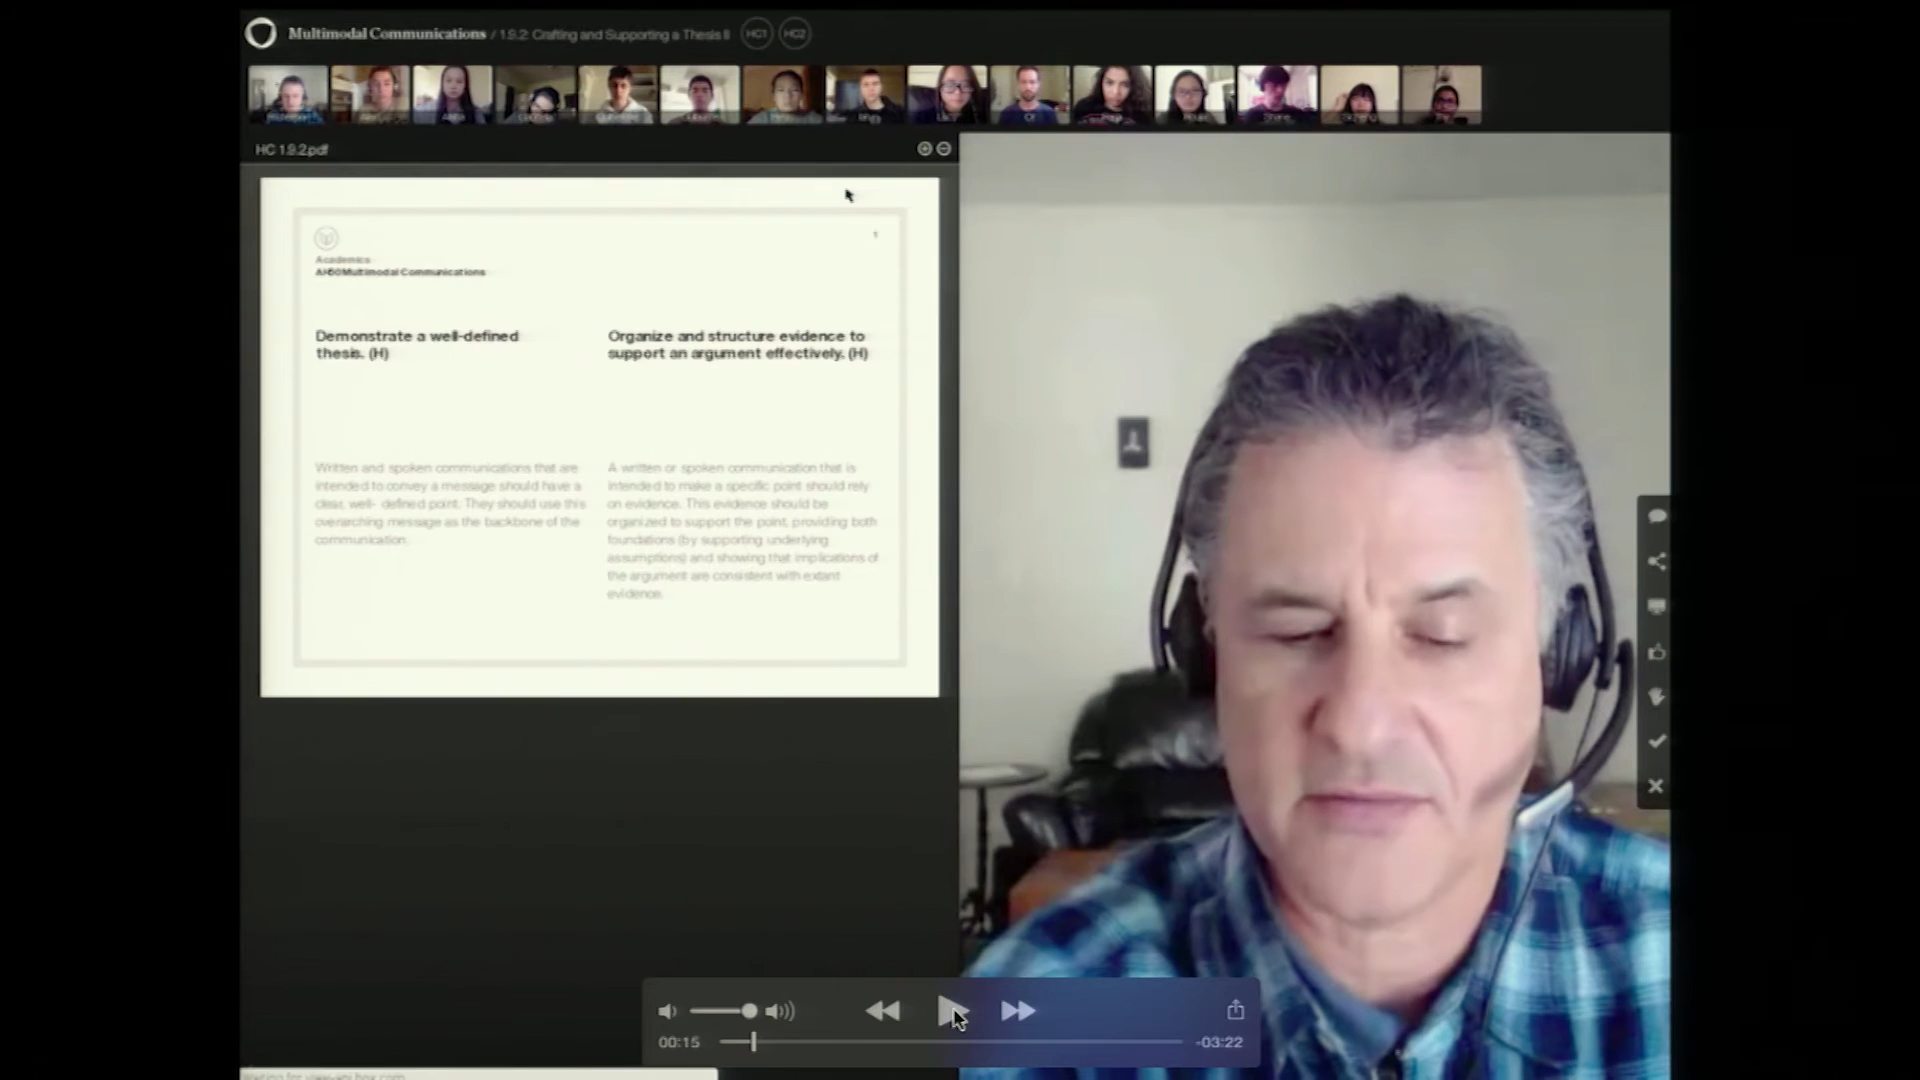 Multimodal Communications / 1.9.2: Crafting and Supporting a Thesis II HC1 HC2
HC 1.9.2.pdf
1
Academics
Multimodal Communications
Demonstrate a well-defined
thesis. (H)
Organize and structure evidence to
support an argument effectively. (H)
Written and spoken communications that are
intended to convey a message should have a
clear, well- defined point. They should use this
overarching message as the backbone of the
communication.
A written or spoken communication that is
intended to make a specific point should rely
on evidence. This evidence should be
organized to support the point, providing both
foundations (by supporting underlying
assumptions) and showing that implications of
the argument are consistent with extant
evidence.
00:15
-03:22